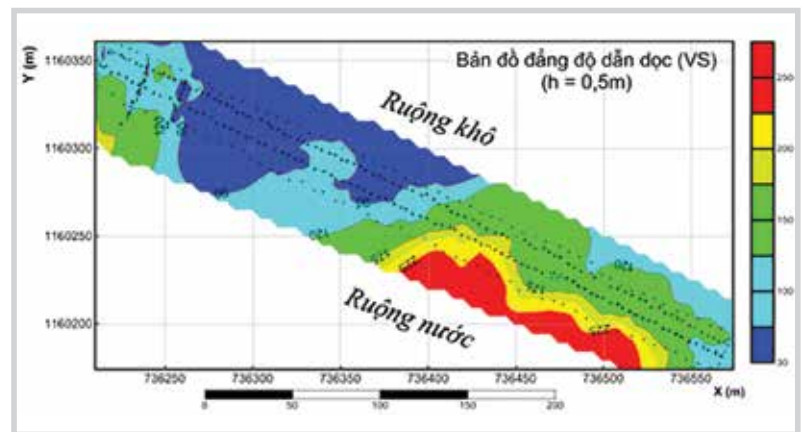 Bản đồ đẳng độ dẫn dọc (VS)
(h = 0,5m)
Ruộng khô
Ruộng nước
Y (m)
1160350
1160300
1160250
1160200
736250 736300 736350 736400 736450 736500 736550
X (m)
0 50 100 150 200
250
200
150
100
50